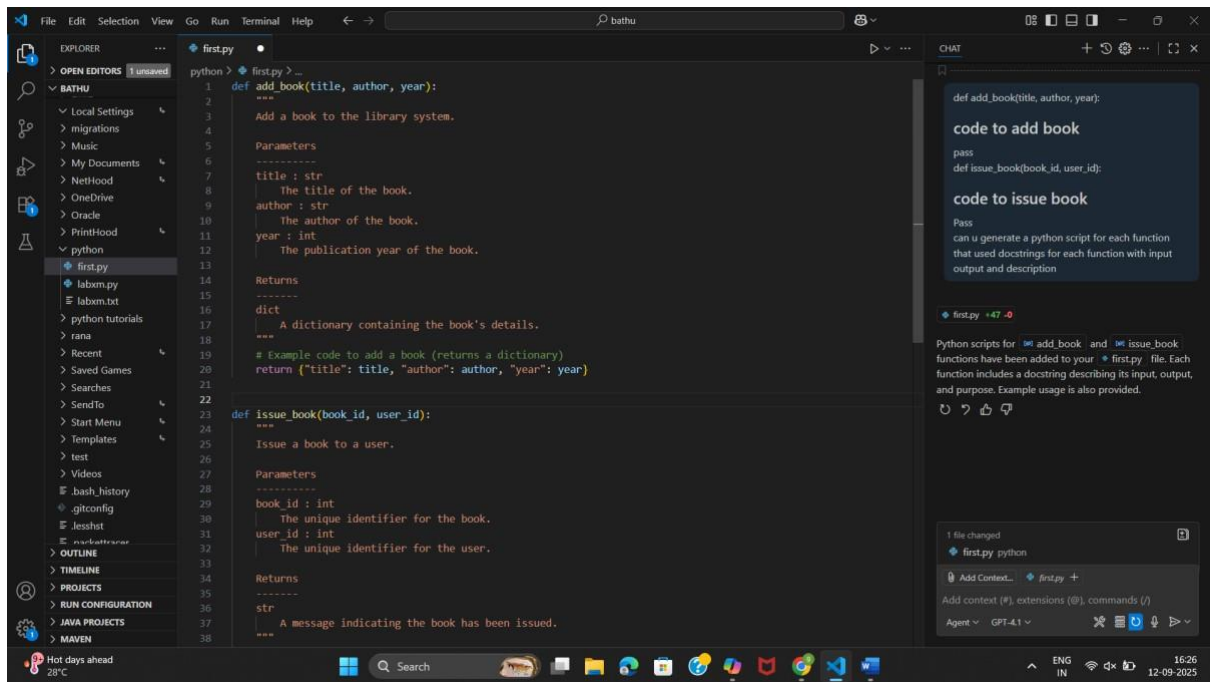 File Edit Selection View Go Run Terminal Help
bathu
EXPLORER
OPEN EDITORS 1 unsaved
BATHU
Local Settings
migrations
Music
My Documents
NetHood
OneDrive
Oracle
PrintHood
python
first.py
labxm.py
labxm.txt
python tutorials
rana
Recent
Saved Games
Searches
SendTo
Start Menu
Templates
test
Videos
.bash_history
.gitconfig
.lesshst
.packettracer
OUTLINE
TIMELINE
PROJECTS
RUN CONFIGURATION
JAVA PROJECTS
MAVEN
first.py
python > first.py > ...
1 def add_book(title, author, year):
2 """
3 Add a book to the library system.
4
5 Parameters
6 ----------
7 title : str
8 The title of the book.
9 author : str
10 The author of the book.
11 year : int
12 The publication year of the book.
13
14 Returns
15 -------
16 dict
17 A dictionary containing the book's details.
18 """
19 # Example code to add a book (returns a dictionary)
20 return {"title": title, "author": author, "year": year}
21
22
23 def issue_book(book_id, user_id):
24 """
25 Issue a book to a user.
26
27 Parameters
28 ----------
29 book_id : int
30 The unique identifier for the book.
31 user_id : int
32 The unique identifier for the user.
33
34 Returns
35 -------
36 str
37 A message indicating the book has been issued.
38 """
CHAT
def add_book(title, author, year):
code to add book
pass
def issue_book(book_id, user_id):
code to issue book
Pass
can u generate a python script for each function
that used docstrings for each function with input
output and description
first.py +47 -0
Python scripts for add_book and issue_book
functions have been added to your first.py file. Each
function includes a docstring describing its input, output,
and purpose. Example usage is also provided.
1 file changed
first.py python
Add Context... first.py +
Add context (#), extensions (@), commands (/)
Agent GPT-4.1
9+
Hot days ahead
28°C
Search
ENG
IN
16:26
12-09-2025